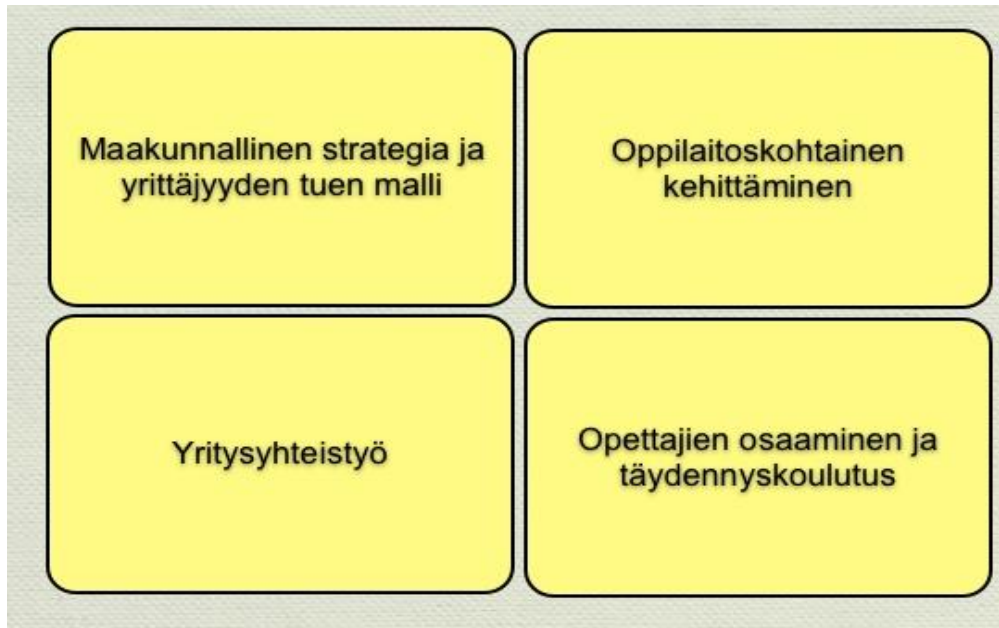 Maakunnallinen strategia ja
yrittäjyyden tuen malli
Oppilaitoskohtainen
kehittäminen
Yritysyhteistyö
Opettajien osaaminen ja
täydennyskoulutus